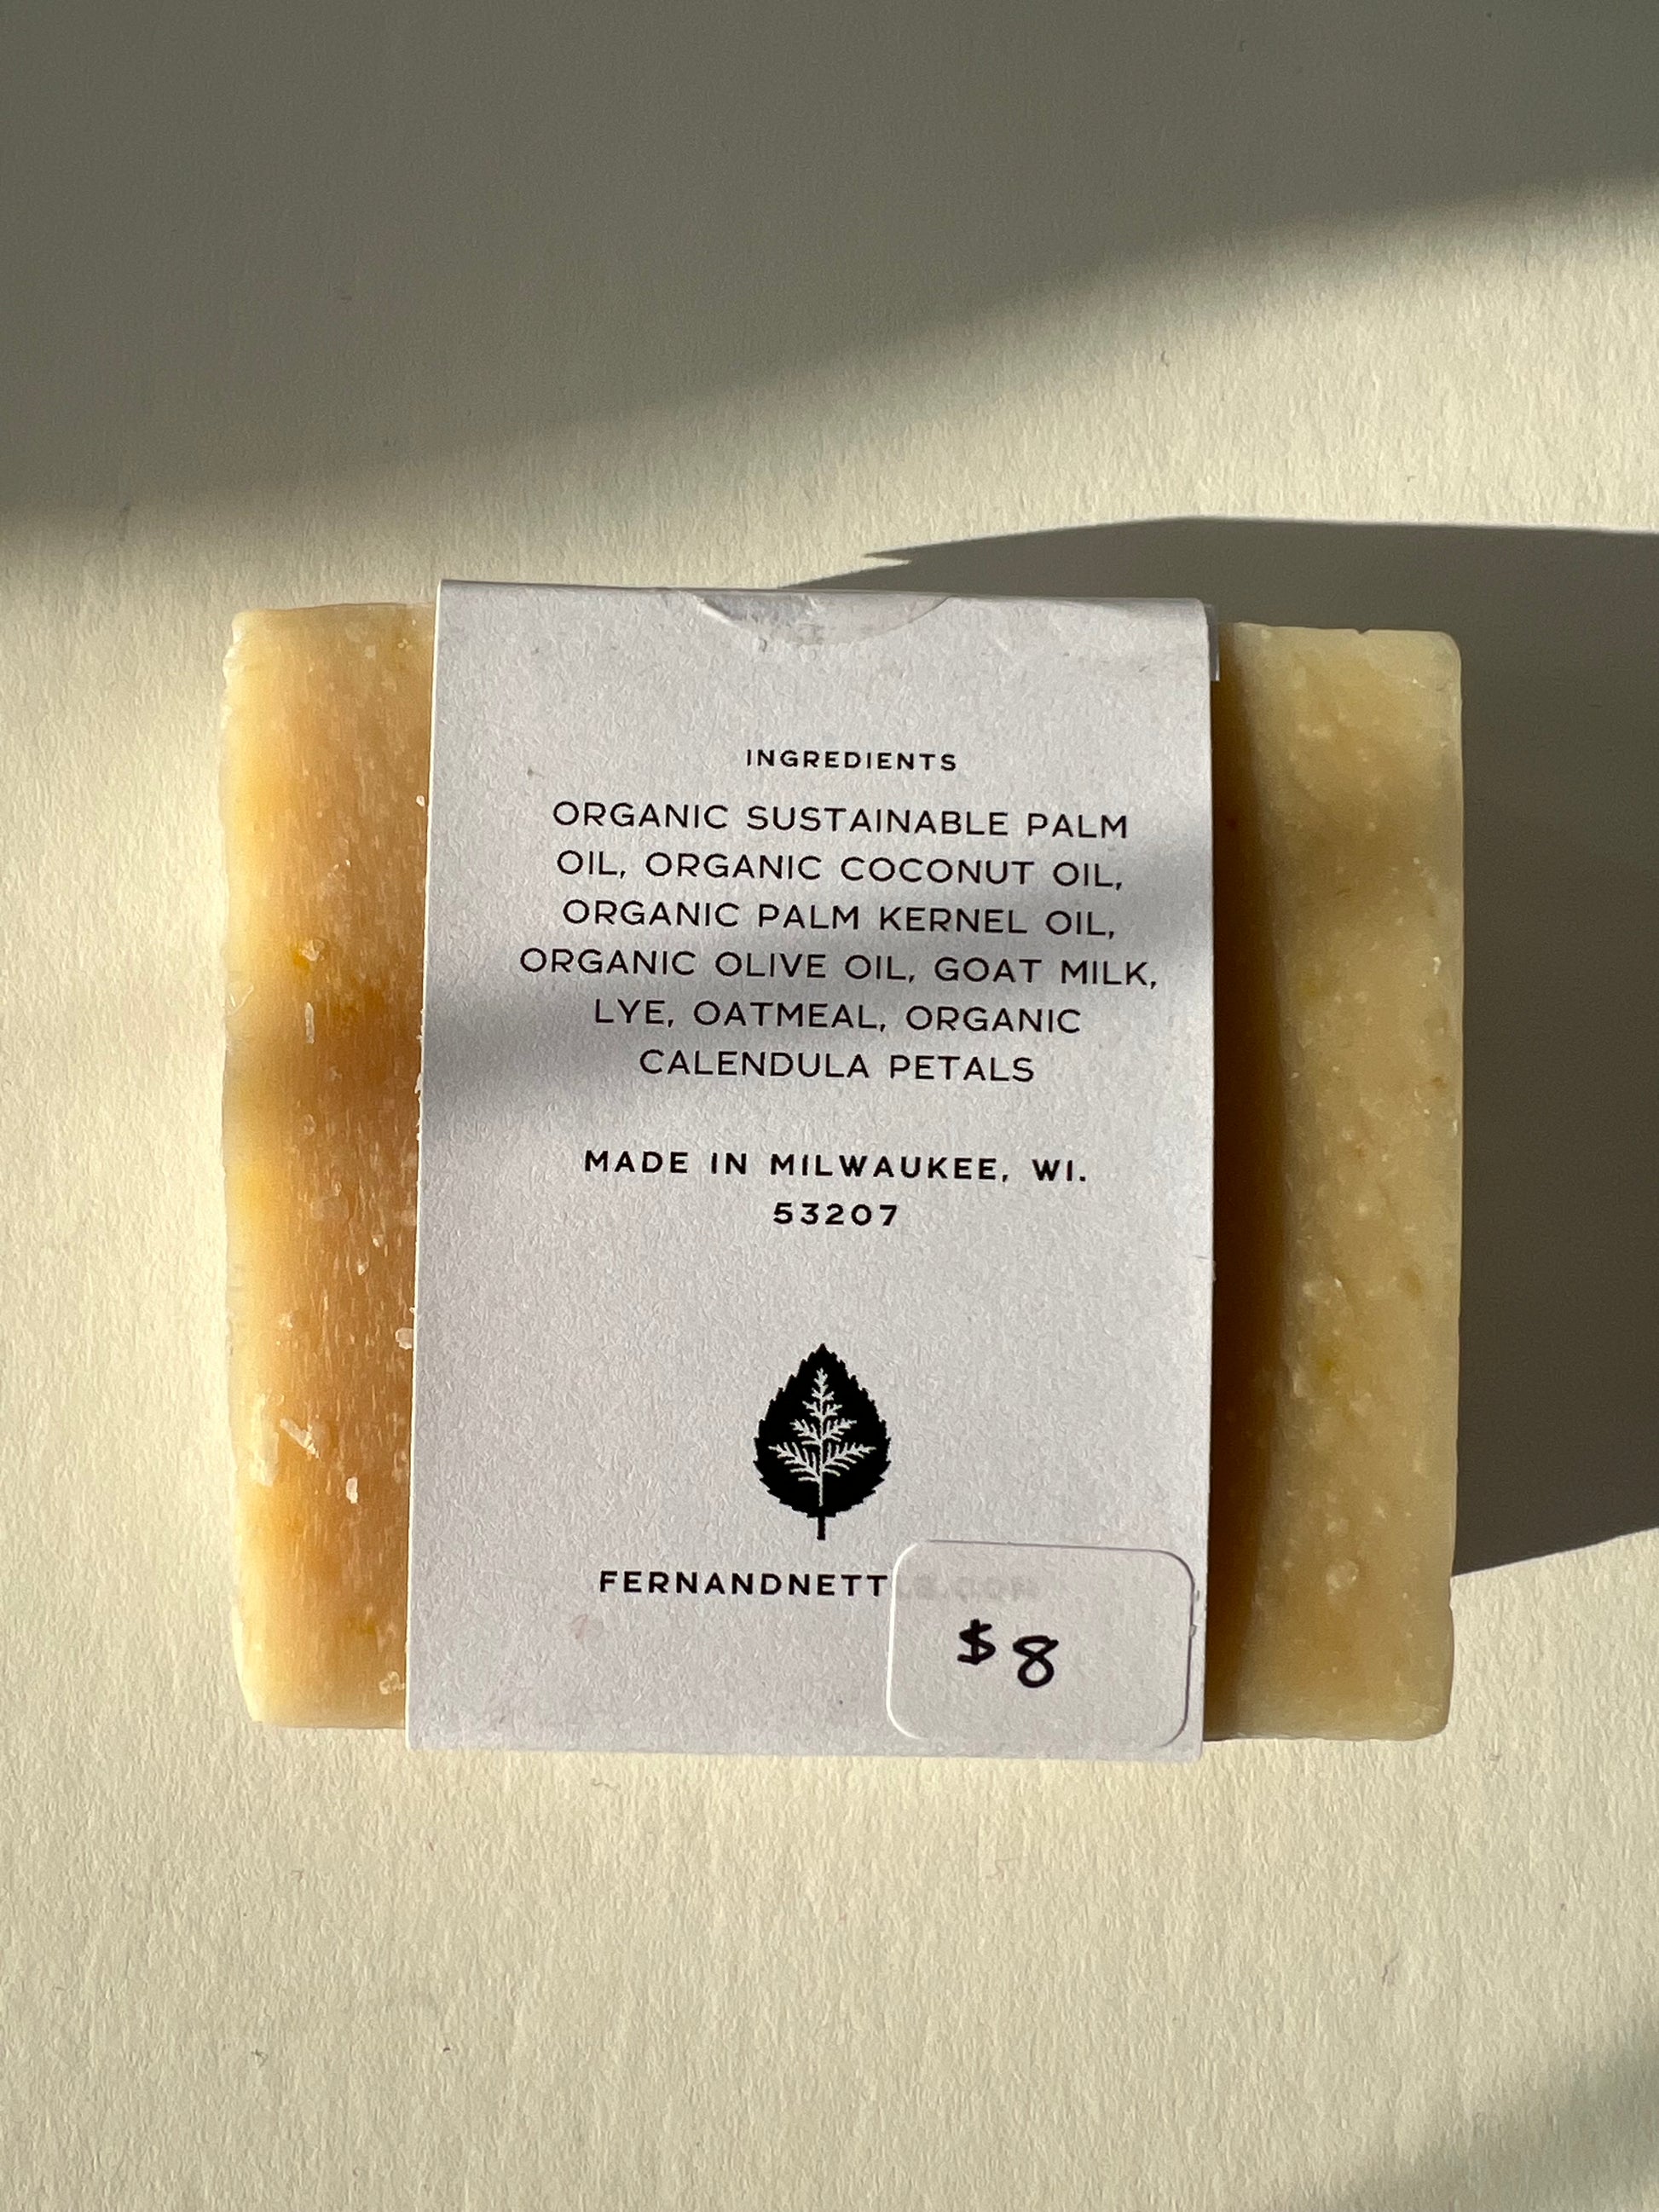 INGREDIENTS
ORGANIC SUSTAINABLE PALM
OIL, ORGANIC COCONUT OIL,
ORGANIC PALM KERNEL OIL,
ORGANIC OLIVE OIL, GOAT MILK,
LYE, OATMEAL, ORGANIC
CALENDULA PETALS
MADE IN MILWAUKEE, WI.
53207
FERNANDNETT
$8